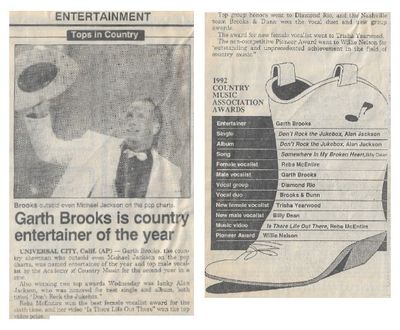 ENTERTAINMENT
Tops in Country
Brooks outsold even Michael Jackson on the pop charts.
Garth Brooks is country
entertainer of the year
UNIVERSAL CITY, Calif. (AP) — Garth Brooks, the coun-
try showman who outsold even Michael Jackson on the pop
charts, was named entertainer of the year and top male vocal-
ist by the Academy of Country Music for the second year in a
row.
Also winning two top awards Wednesday was lanky Alan
Jackson, who was honored for best single and album, both
titled "Don't Rock the Jukebox."
Reba McEntire won the best female vocalist award for the
sixth time, and her video "Is There Life Out There" won the top
video prize.
Top group honors went to Diamond Rio, and the Nashville
team Brooks & Dunn won the vocal duet and new group
awards.
The award for new female vocalist went to Trisha Yearwood.
The non-competitive Pioneer Award went to Willie Nelson for
"outstanding and unprecedented achievement in the field of
country music."
1992
COUNTRY
MUSIC
ASSOCIATION
AWARDS
Entertainer Garth Brooks
Single Don't Rock the Jukebox, Alan Jackson
Album Don't Rock the Jukebox, Alan Jackson
Song Somewhere In My Broken Heart, Billy Dean
Female vocalist Reba McEntire
Male vocalist Garth Brooks
Vocal group Diamond Rio
Vocal duo Brooks & Dunn
New female vocalist Trisha Yearwood
New male vocalist Billy Dean
Music video Is There Life Out There, Reba McEntire
Pioneer Award Willie Nelson